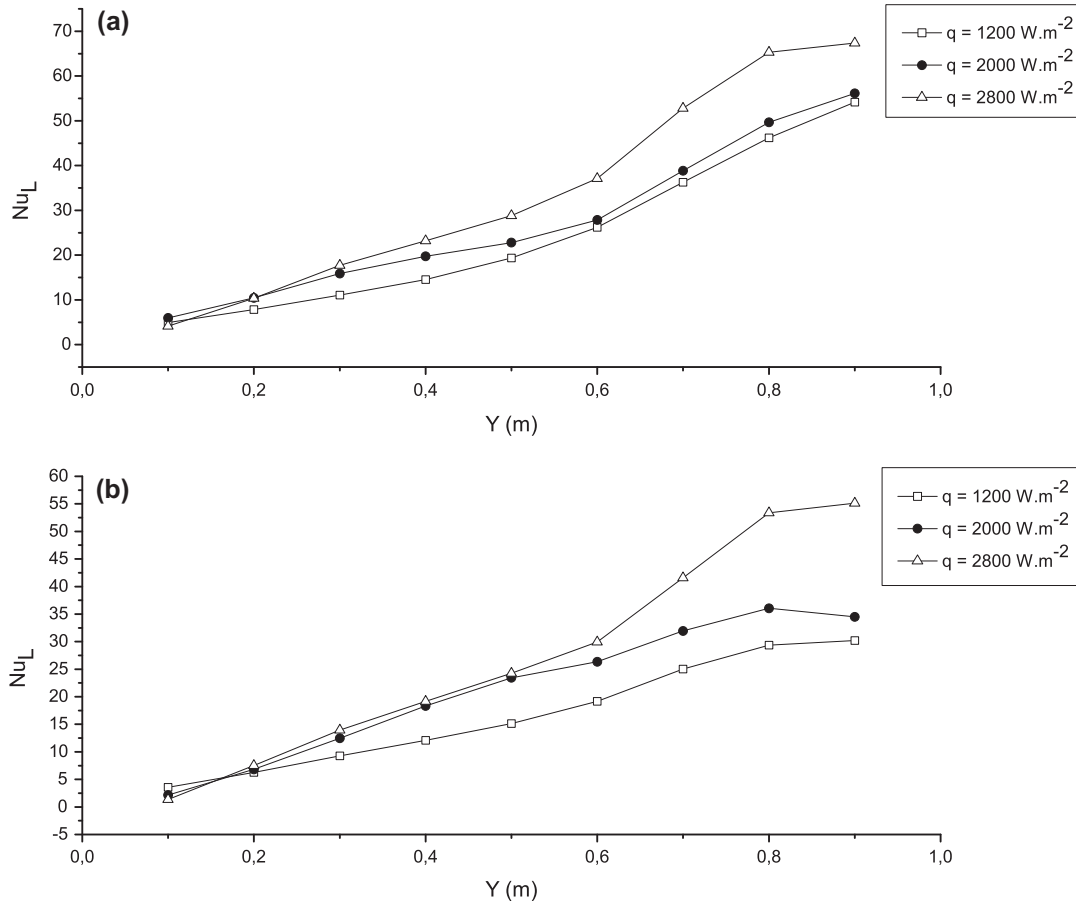 (a)
70
60
50
40
30
20
10
0
Nu_L
0,0 0,2 0,4 0,6 0,8 1,0
Y (m)
q = 1200 W.m⁻²
q = 2000 W.m⁻²
q = 2800 W.m⁻²
(b)
60
55
50
45
40
35
30
25
20
15
10
5
0
-5
Nu_L
0,0 0,2 0,4 0,6 0,8 1,0
Y (m)
q = 1200 W.m⁻²
q = 2000 W.m⁻²
q = 2800 W.m⁻²